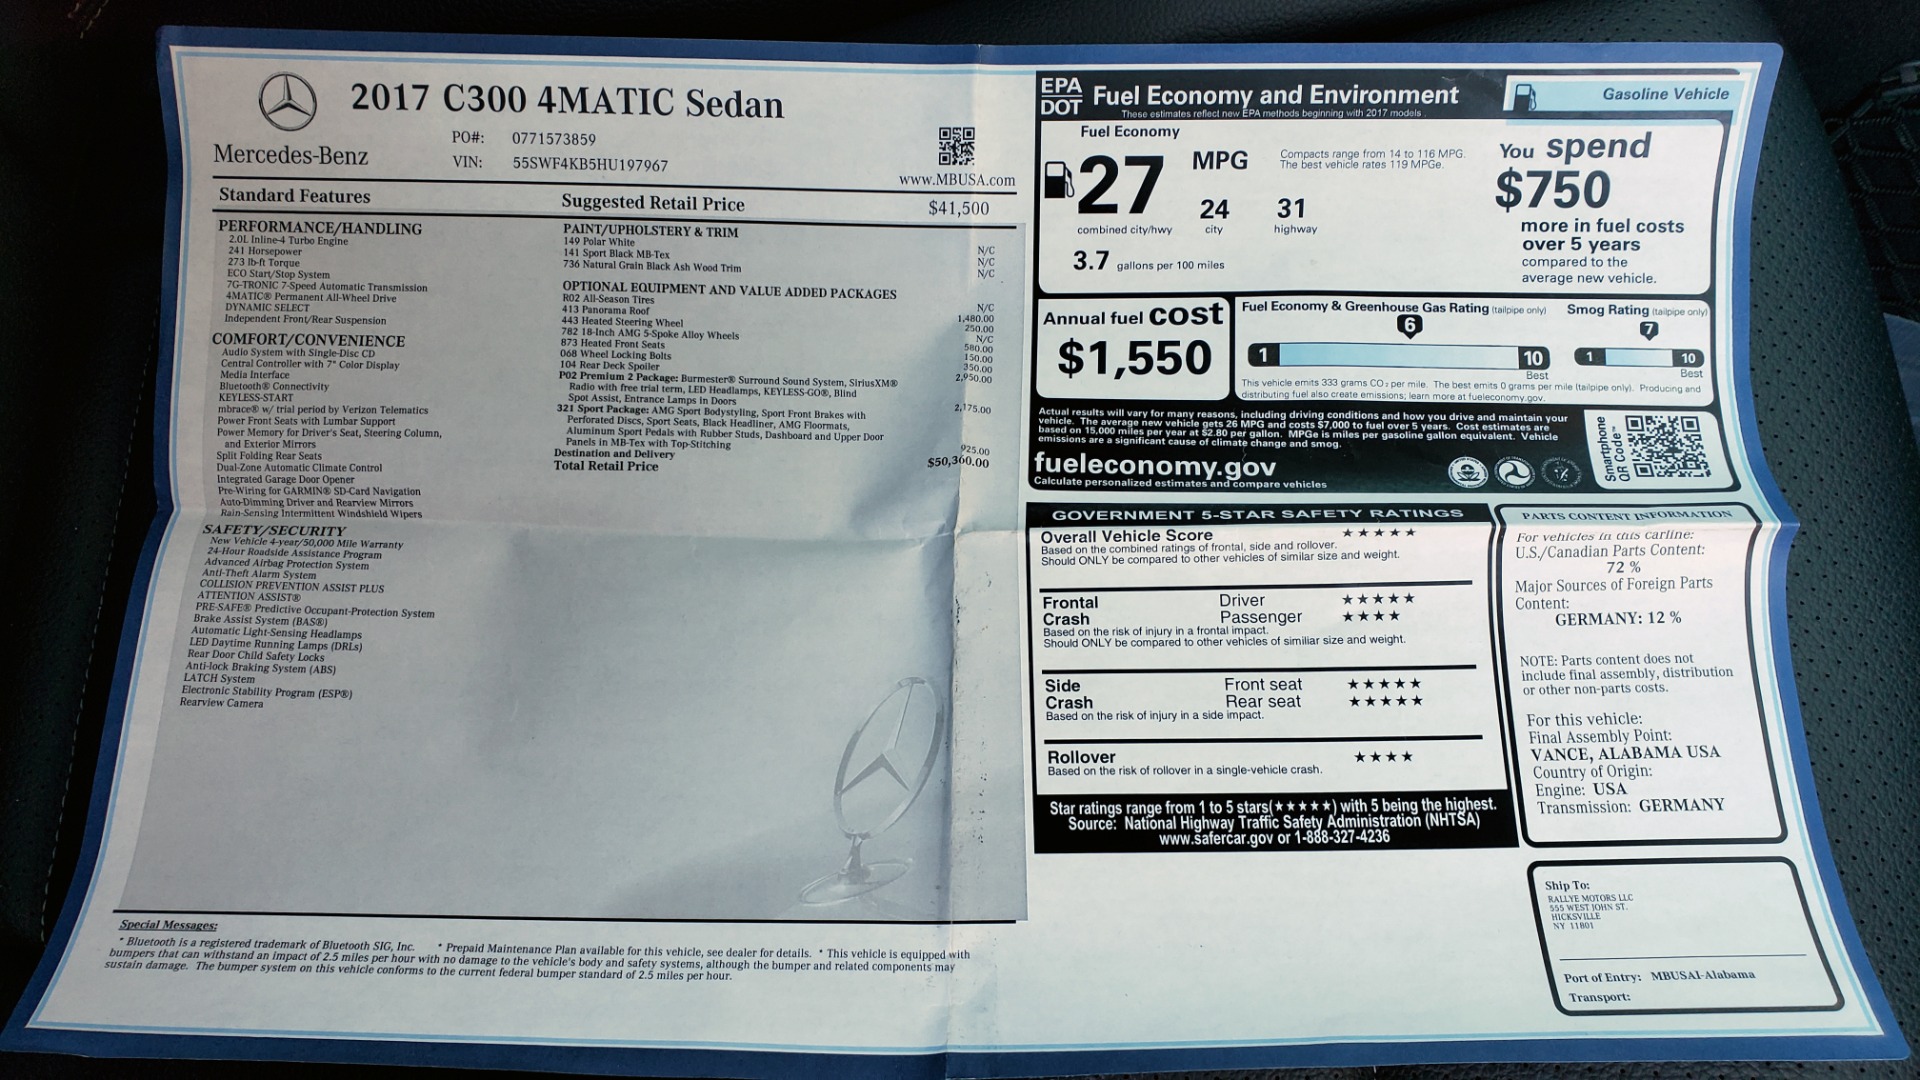 2017 C300 4MATIC Sedan
PO#: 0771573859
Mercedes-Benz
VIN: 55SWF4KB5HU197967
www.MBUSA.com
Standard Features
Suggested Retail Price $41,500
PERFORMANCE/HANDLING
2.0L Inline-4 Turbo Engine
241 Horsepower
273 lb-ft Torque
ECO Start/Stop System
7G-TRONIC 7-Speed Automatic Transmission
4MATIC® Permanent All-Wheel Drive
DYNAMIC SELECT
Independent Front/Rear Suspension
COMFORT/CONVENIENCE
Audio System with Single-Disc CD
Central Controller with 7" Color Display
Media Interface
Bluetooth® Connectivity
KEYLESS-START
mbrace® w/ trial period by Verizon Telematics
Power Front Seats with Lumbar Support
Power Memory for Driver's Seat, Steering Column,
and Exterior Mirrors
Split Folding Rear Seats
Dual-Zone Automatic Climate Control
Integrated Garage Door Opener
Pre-Wiring for GARMIN® SD-Card Navigation
Auto-Dimming Driver and Rearview Mirrors
Rain-Sensing Intermittent Windshield Wipers
SAFETY/SECURITY
New Vehicle 4-year/50,000 Mile Warranty
24-Hour Roadside Assistance Program
Advanced Airbag Protection System
Anti-Theft Alarm System
COLLISION PREVENTION ASSIST PLUS
ATTENTION ASSIST®
PRE-SAFE® Predictive Occupant-Protection System
Brake Assist System (BAS®)
Automatic Light-Sensing Headlamps
LED Daytime Running Lamps (DRLs)
Rear Door Child Safety Locks
Anti-lock Braking System (ABS)
LATCH System
Electronic Stability Program (ESP®)
Rearview Camera
PAINT/UPHOLSTERY & TRIM
149 Polar White N/C
141 Sport Black MB-Tex N/C
736 Natural Grain Black Ash Wood Trim N/C
OPTIONAL EQUIPMENT AND VALUE ADDED PACKAGES
R02 All-Season Tires N/C
413 Panorama Roof 1,480.00
443 Heated Steering Wheel 250.00
782 18-Inch AMG 5-Spoke Alloy Wheels N/C
873 Heated Front Seats 580.00
068 Wheel Locking Bolts 150.00
104 Rear Deck Spoiler 350.00
P02 Premium 2 Package: Burmester® Surround Sound System, SiriusXM® 2,950.00
Radio with free trial term, LED Headlamps, KEYLESS-GO®, Blind
Spot Assist, Entrance Lamps in Doors
321 Sport Package: AMG Sport Bodystyling, Sport Front Brakes with 2,175.00
Perforated Discs, Sport Seats, Black Headliner, AMG Floormats,
Aluminum Sport Pedals with Rubber Studs, Dashboard and Upper Door
Panels in MB-Tex with Top-Stitching
Destination and Delivery 925.00
Total Retail Price $50,360.00
Special Messages:
* Bluetooth is a registered trademark of Bluetooth SIG, Inc. * Prepaid Maintenance Plan available for this vehicle, see dealer for details. * This vehicle is equipped with
bumpers that can withstand an impact of 2.5 miles per hour with no damage to the vehicle's body and safety systems, although the bumper and related components may
sustain damage. The bumper system on this vehicle conforms to the current federal bumper standard of 2.5 miles per hour.
EPA
DOT
Fuel Economy and Environment
These estimates reflect new EPA methods beginning with 2017 models.
Gasoline Vehicle
Fuel Economy
27 MPG
combined city/hwy
24
city
31
highway
3.7 gallons per 100 miles
Compacts range from 14 to 116 MPG.
The best vehicle rates 119 MPGe.
You spend
$750
more in fuel costs
over 5 years
compared to the
average new vehicle.
Annual fuel cost
$1,550
Fuel Economy & Greenhouse Gas Rating (tailpipe only)
6
1 10
Best
Smog Rating (tailpipe only)
7
1 10
Best
This vehicle emits 333 grams CO2 per mile. The best emits 0 grams per mile (tailpipe only). Producing and
distributing fuel also create emissions; learn more at fueleconomy.gov.
Actual results will vary for many reasons, including driving conditions and how you drive and maintain your
vehicle. The average new vehicle gets 26 MPG and costs $7,000 to fuel over 5 years. Cost estimates are
based on 15,000 miles per year at $2.80 per gallon. MPGe is miles per gasoline gallon equivalent. Vehicle
emissions are a significant cause of climate change and smog.
fueleconomy.gov
Calculate personalized estimates and compare vehicles
Smartphone
QR Code™
GOVERNMENT 5-STAR SAFETY RATINGS
Overall Vehicle Score ★★★★★
Based on the combined ratings of frontal, side and rollover.
Should ONLY be compared to other vehicles of similar size and weight.
Frontal Driver ★★★★★
Crash Passenger ★★★★
Based on the risk of injury in a frontal impact.
Should ONLY be compared to other vehicles of similiar size and weight.
Side Front seat ★★★★★
Crash Rear seat ★★★★★
Based on the risk of injury in a side impact.
Rollover ★★★★
Based on the risk of rollover in a single-vehicle crash.
Star ratings range from 1 to 5 stars(★★★★★) with 5 being the highest.
Source: National Highway Traffic Safety Administration (NHTSA)
www.safercar.gov or 1-888-327-4236
PARTS CONTENT INFORMATION
For vehicles in this carline:
U.S./Canadian Parts Content:
72 %
Major Sources of Foreign Parts
Content:
GERMANY: 12 %
NOTE: Parts content does not
include final assembly, distribution
or other non-parts costs.
For this vehicle:
Final Assembly Point:
VANCE, ALABAMA USA
Country of Origin:
Engine: USA
Transmission: GERMANY
Ship To:
RALLYE MOTORS LLC
555 WEST JOHN ST.
HICKSVILLE
NY 11801
Port of Entry: MBUSAI-Alabama
Transport: